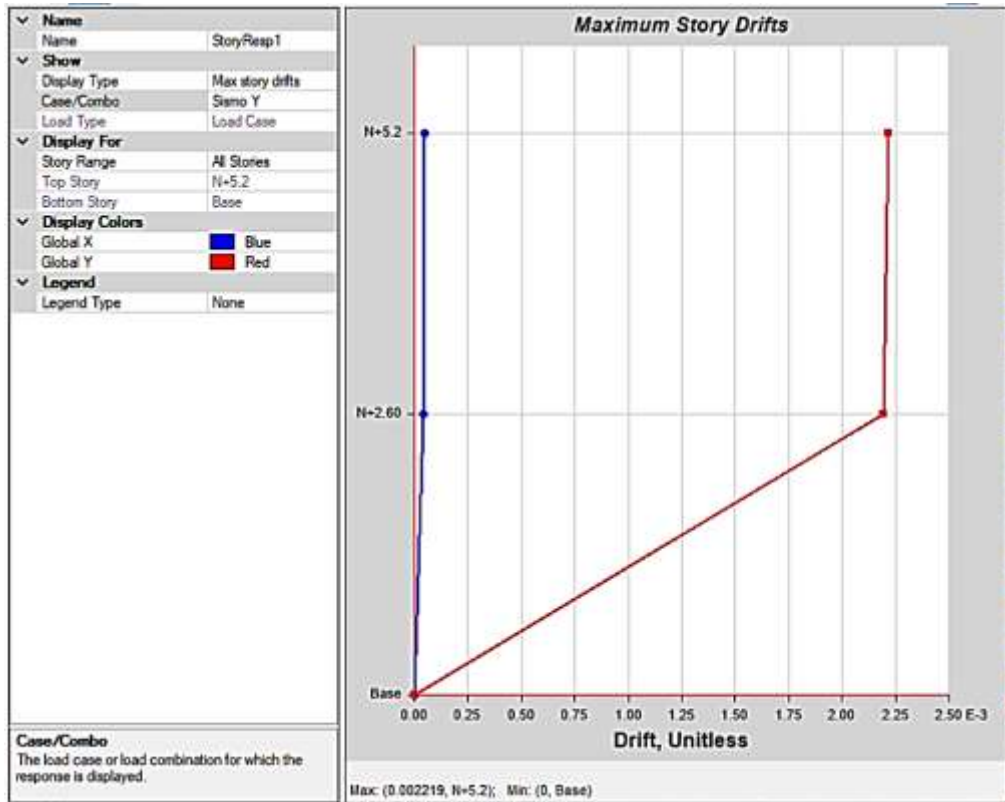 Name
Name StoryResp1
Show
Display Type Max story drifts
Case/Combo Sismo Y
Load Type Load Case
Display For
Story Range All Stories
Top Story N+5.2
Bottom Story Base
Display Colors
Global X Blue
Global Y Red
Legend
Legend Type None
Case/Combo
The load case or load combination for which the
response is displayed.
Maximum Story Drifts
N+5.2
N+2.60
Base
0.00 0.25 0.50 0.75 1.00 1.25 1.50 1.75 2.00 2.25 2.50 E-3
Drift, Unitless
Max: (0.002219, N+5.2); Min: (0, Base)